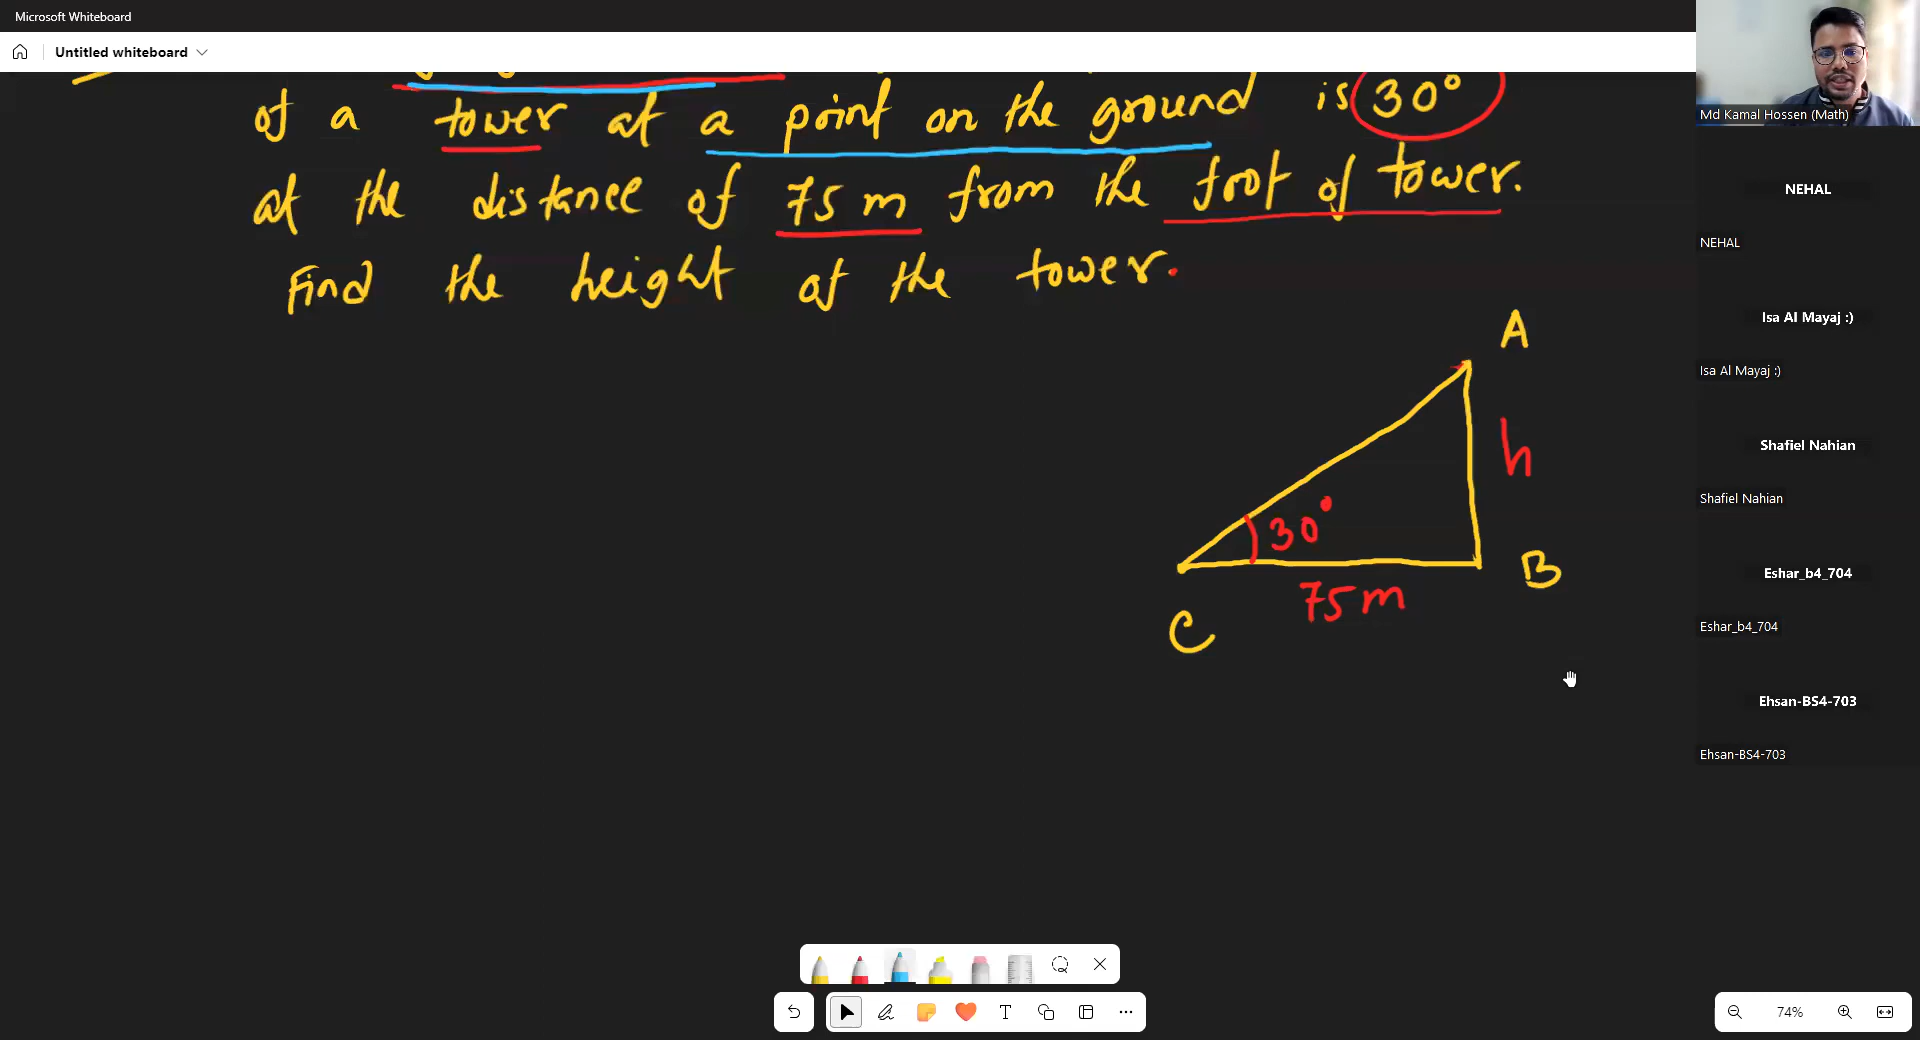 Microsoft Whiteboard
Untitled whiteboard
of a tower at a point on the ground is 30°
at the distance of 75 m from the foot of tower.
Find the height of the tower.
A
h
30°
B
75 m
C
Md Kamal Hossen (Math)
NEHAL
NEHAL
Isa Al Mayaj :)
Isa Al Mayaj :)
Shafiel Nahian
Shafiel Nahian
Eshar_b4_704
Eshar_b4_704
Ehsan-BS4-703
Ehsan-BS4-703
T
74%